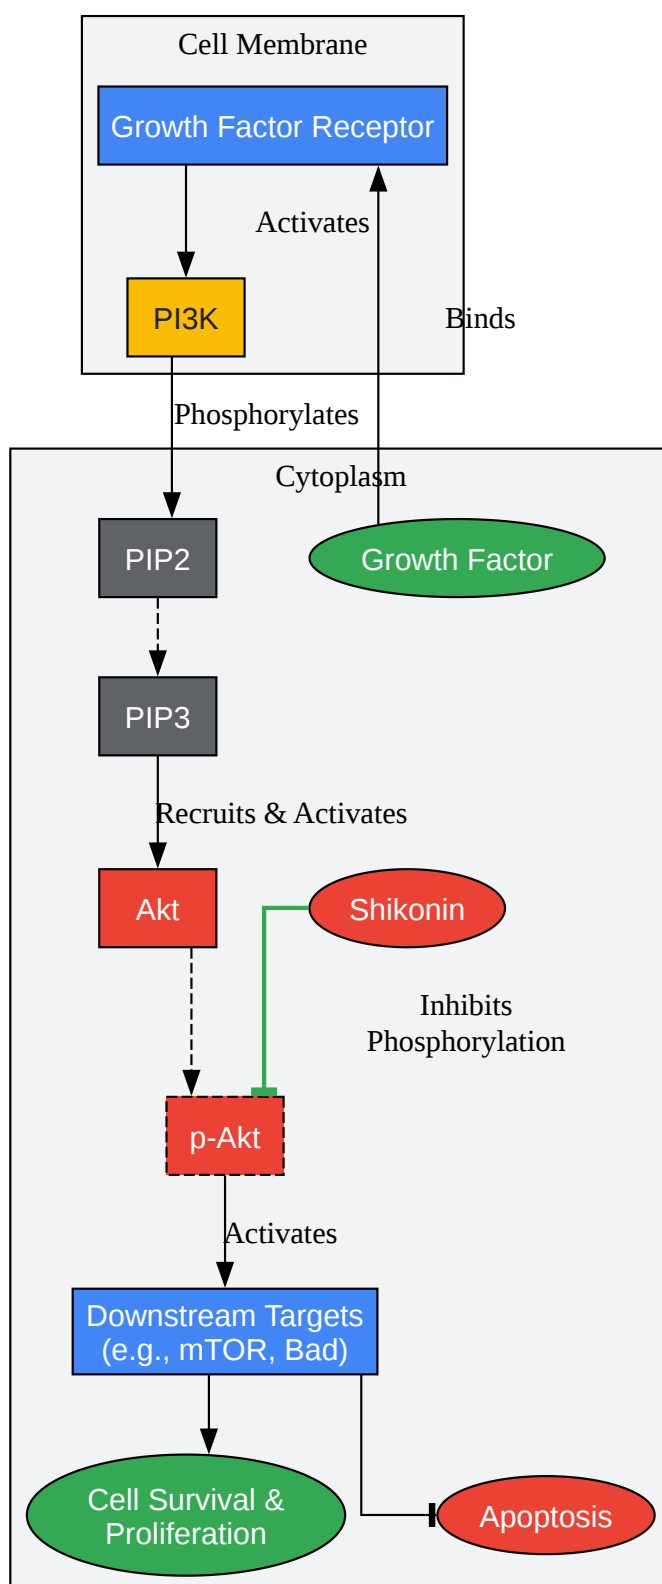 Cell Membrane
Growth Factor Receptor
Activates
PI3K
Binds
Phosphorylates
Cytoplasm
PIP2
Growth Factor
PIP3
Recruits & Activates
Akt
Shikonin
Inhibits
Phosphorylation
p-Akt
Activates
Downstream Targets
(e.g., mTOR, Bad)
Cell Survival &
Proliferation
Apoptosis